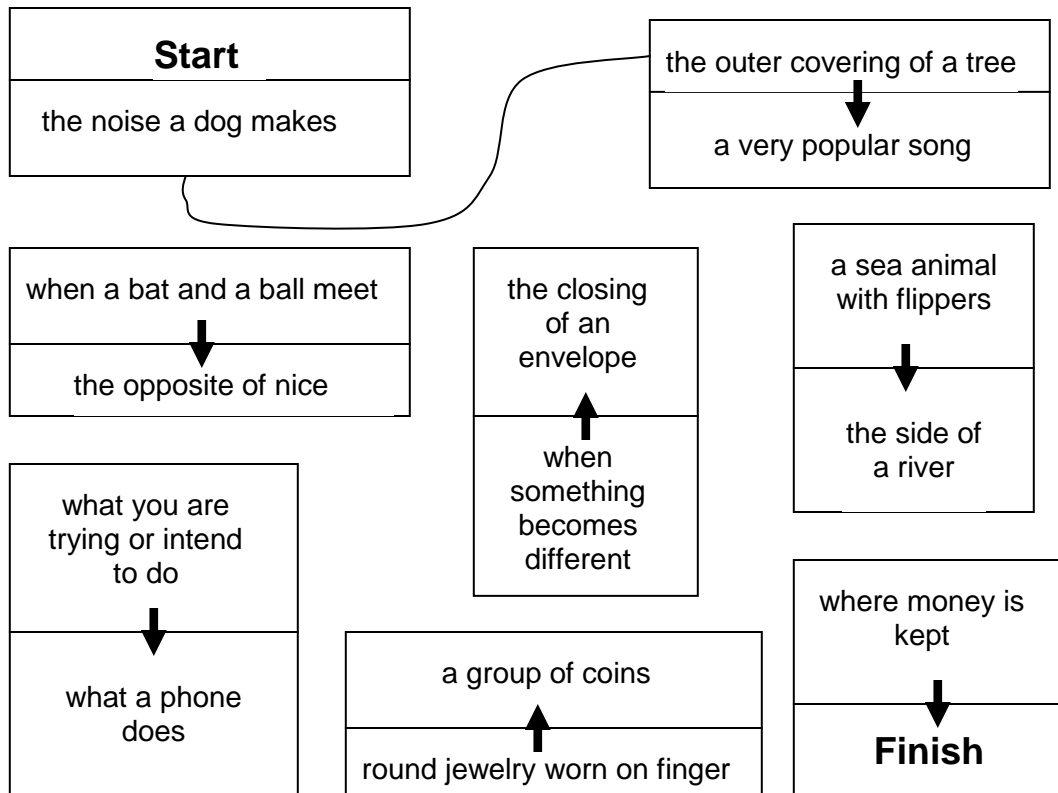 Start
the noise a dog makes
the outer covering of a tree
a very popular song
when a bat and a ball meet
the opposite of nice
the closing
of an
envelope
when
something
becomes
different
a sea animal
with flippers
the side of
a river
what you are
trying or intend
to do
what a phone
does
a group of coins
round jewelry worn on finger
where money is
kept
Finish